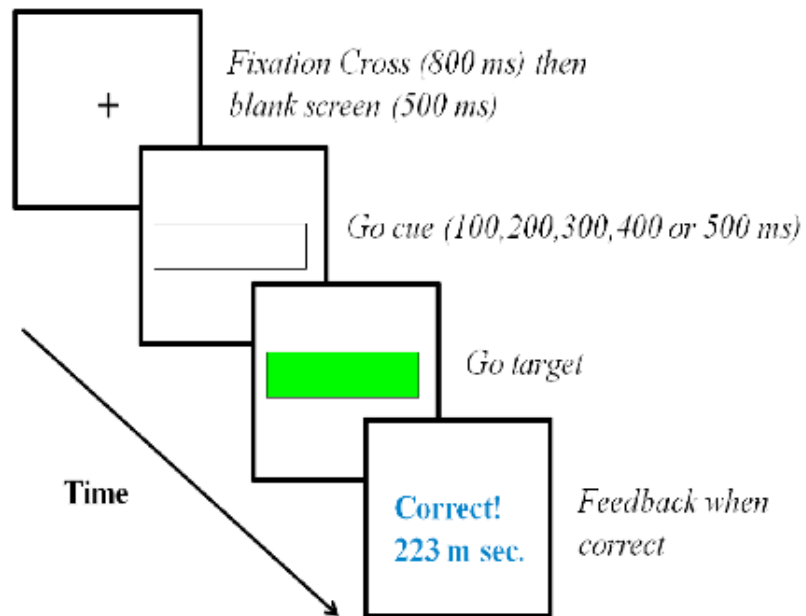 Fixation Cross (800 ms) then
blank screen (500 ms)
+
Go cue (100,200,300,400 or 500 ms)
Go target
Time
Correct!
223 m sec.
Feedback when
correct